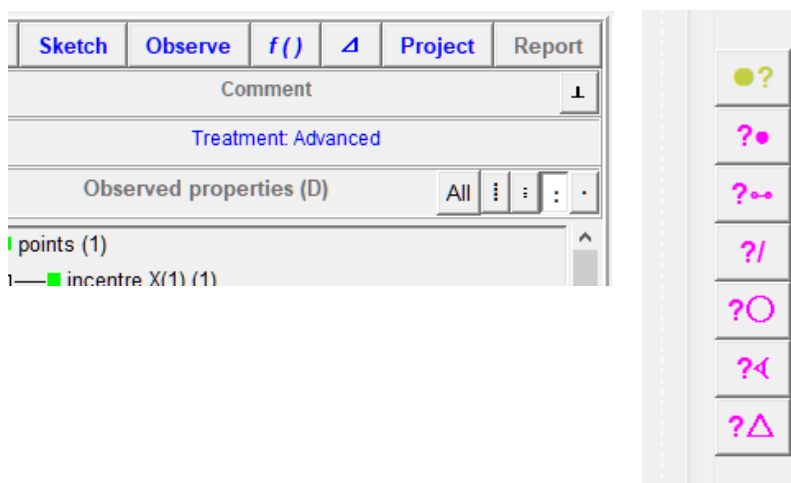 Sketch Observe f() ⊿ Project Report
Comment
Treatment: Advanced
Observed properties (D) All ⁞ : : ·
points (1)
incentre X(1) (1)
●?
?●
?
?/
?○
?∢
?△